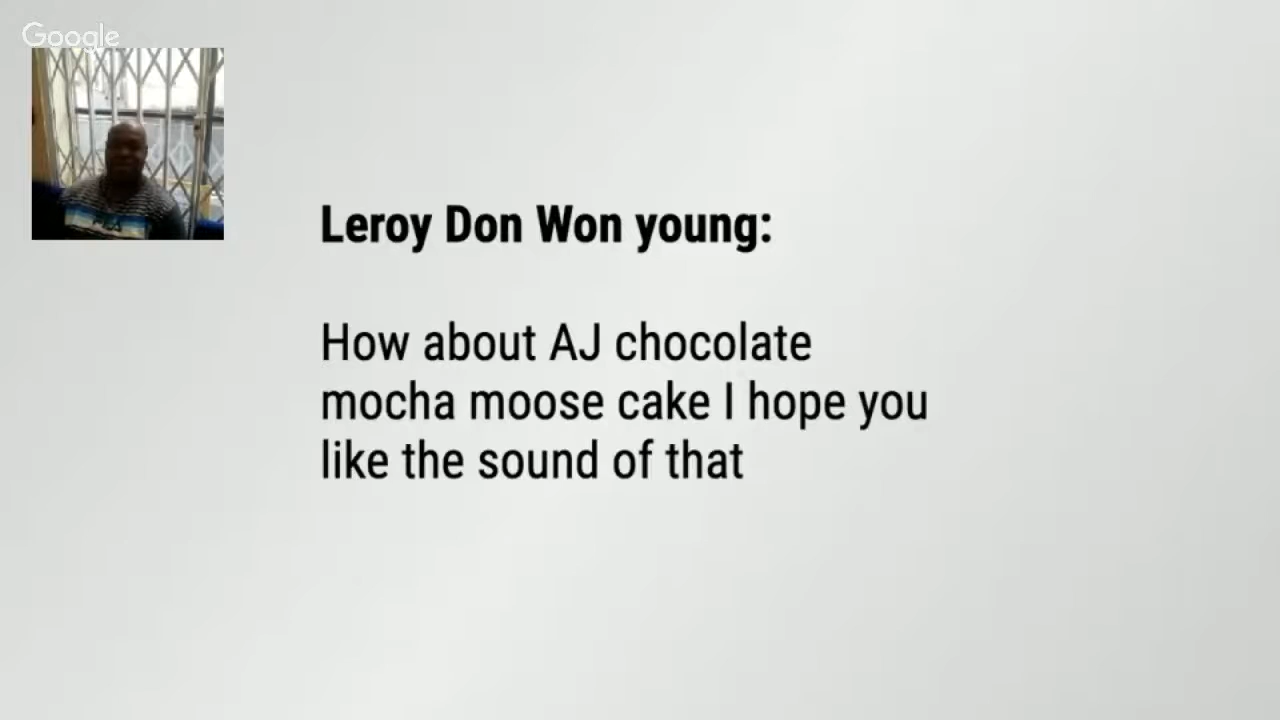 Google
Leroy Don Won young:
How about AJ chocolate
mocha moose cake I hope you
like the sound of that